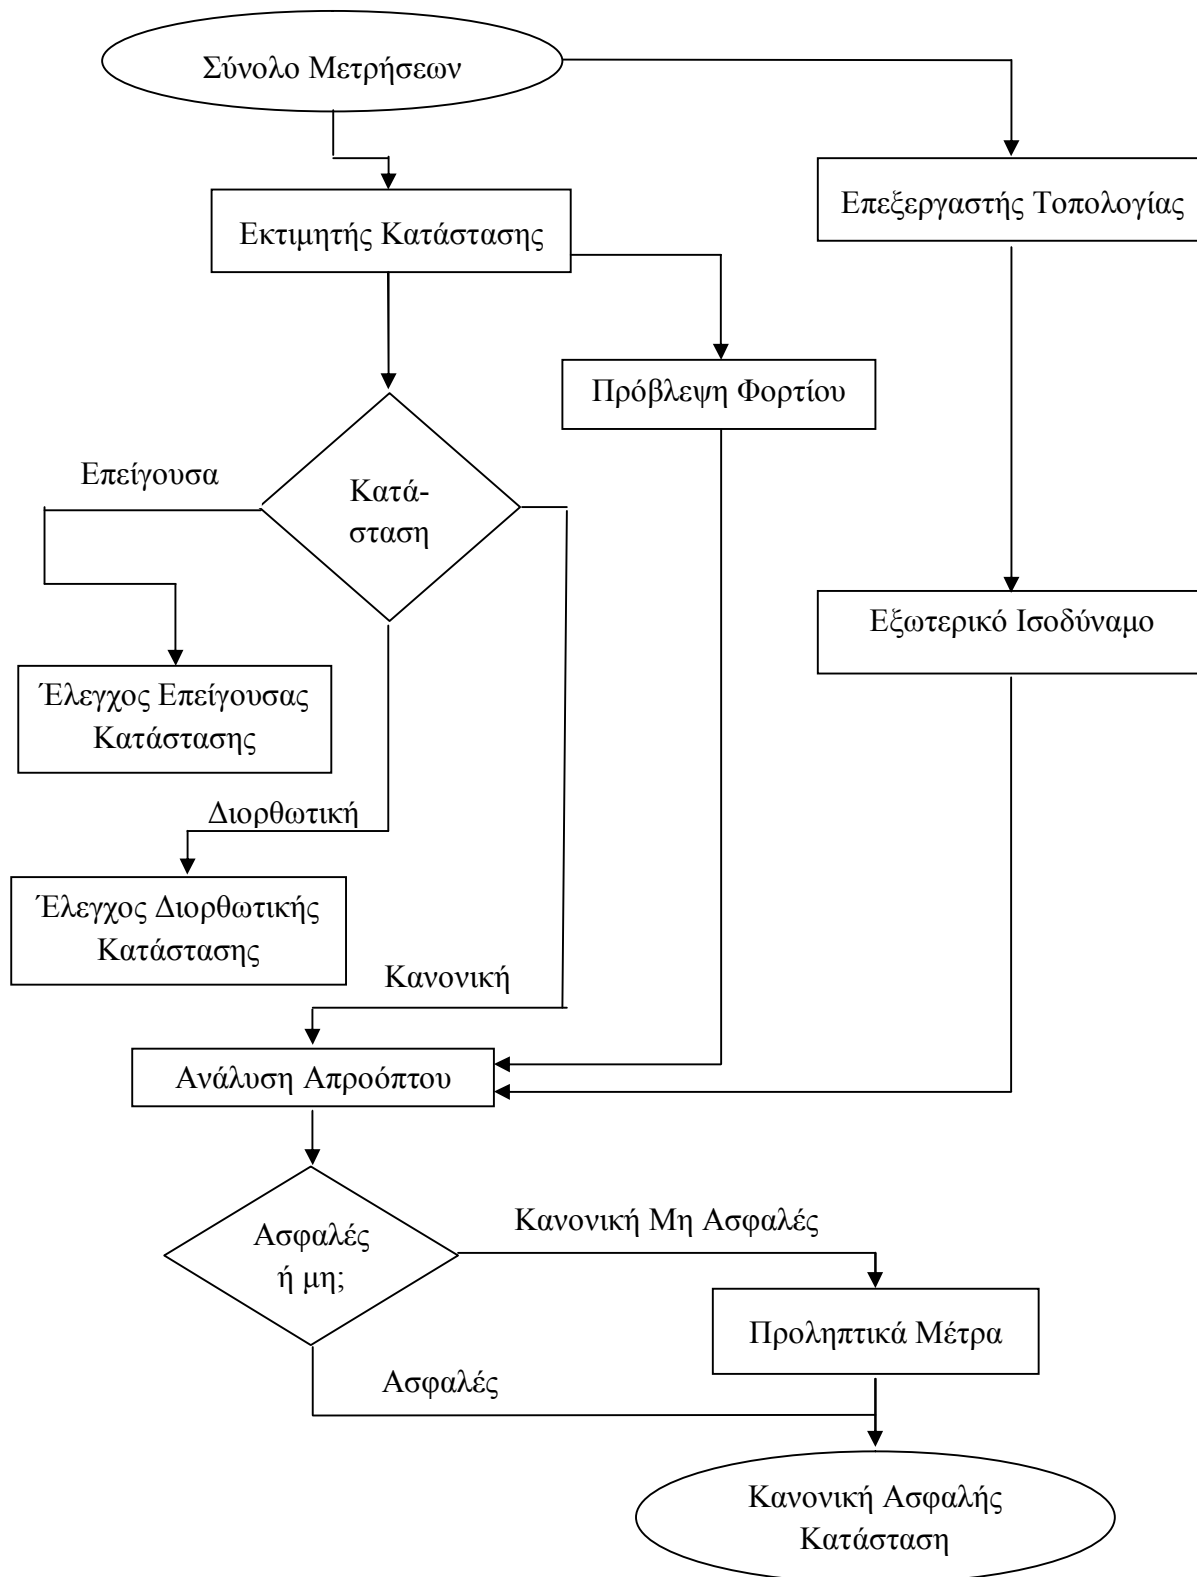 Σύνολο Μετρήσεων
Επεξεργαστής Τοπολογίας
Εκτιμητής Κατάστασης
Πρόβλεψη Φορτίου
Επείγουσα
Κατά-
σταση
Εξωτερικό Ισοδύναμο
Έλεγχος Επείγουσας
Κατάστασης
Διορθωτική
Έλεγχος Διορθωτικής
Κατάστασης
Κανονική
Ανάλυση Απροόπτου
Κανονική Μη Ασφαλές
Ασφαλές
ή μη;
Προληπτικά Μέτρα
Ασφαλές
Κανονική Ασφαλής
Κατάσταση